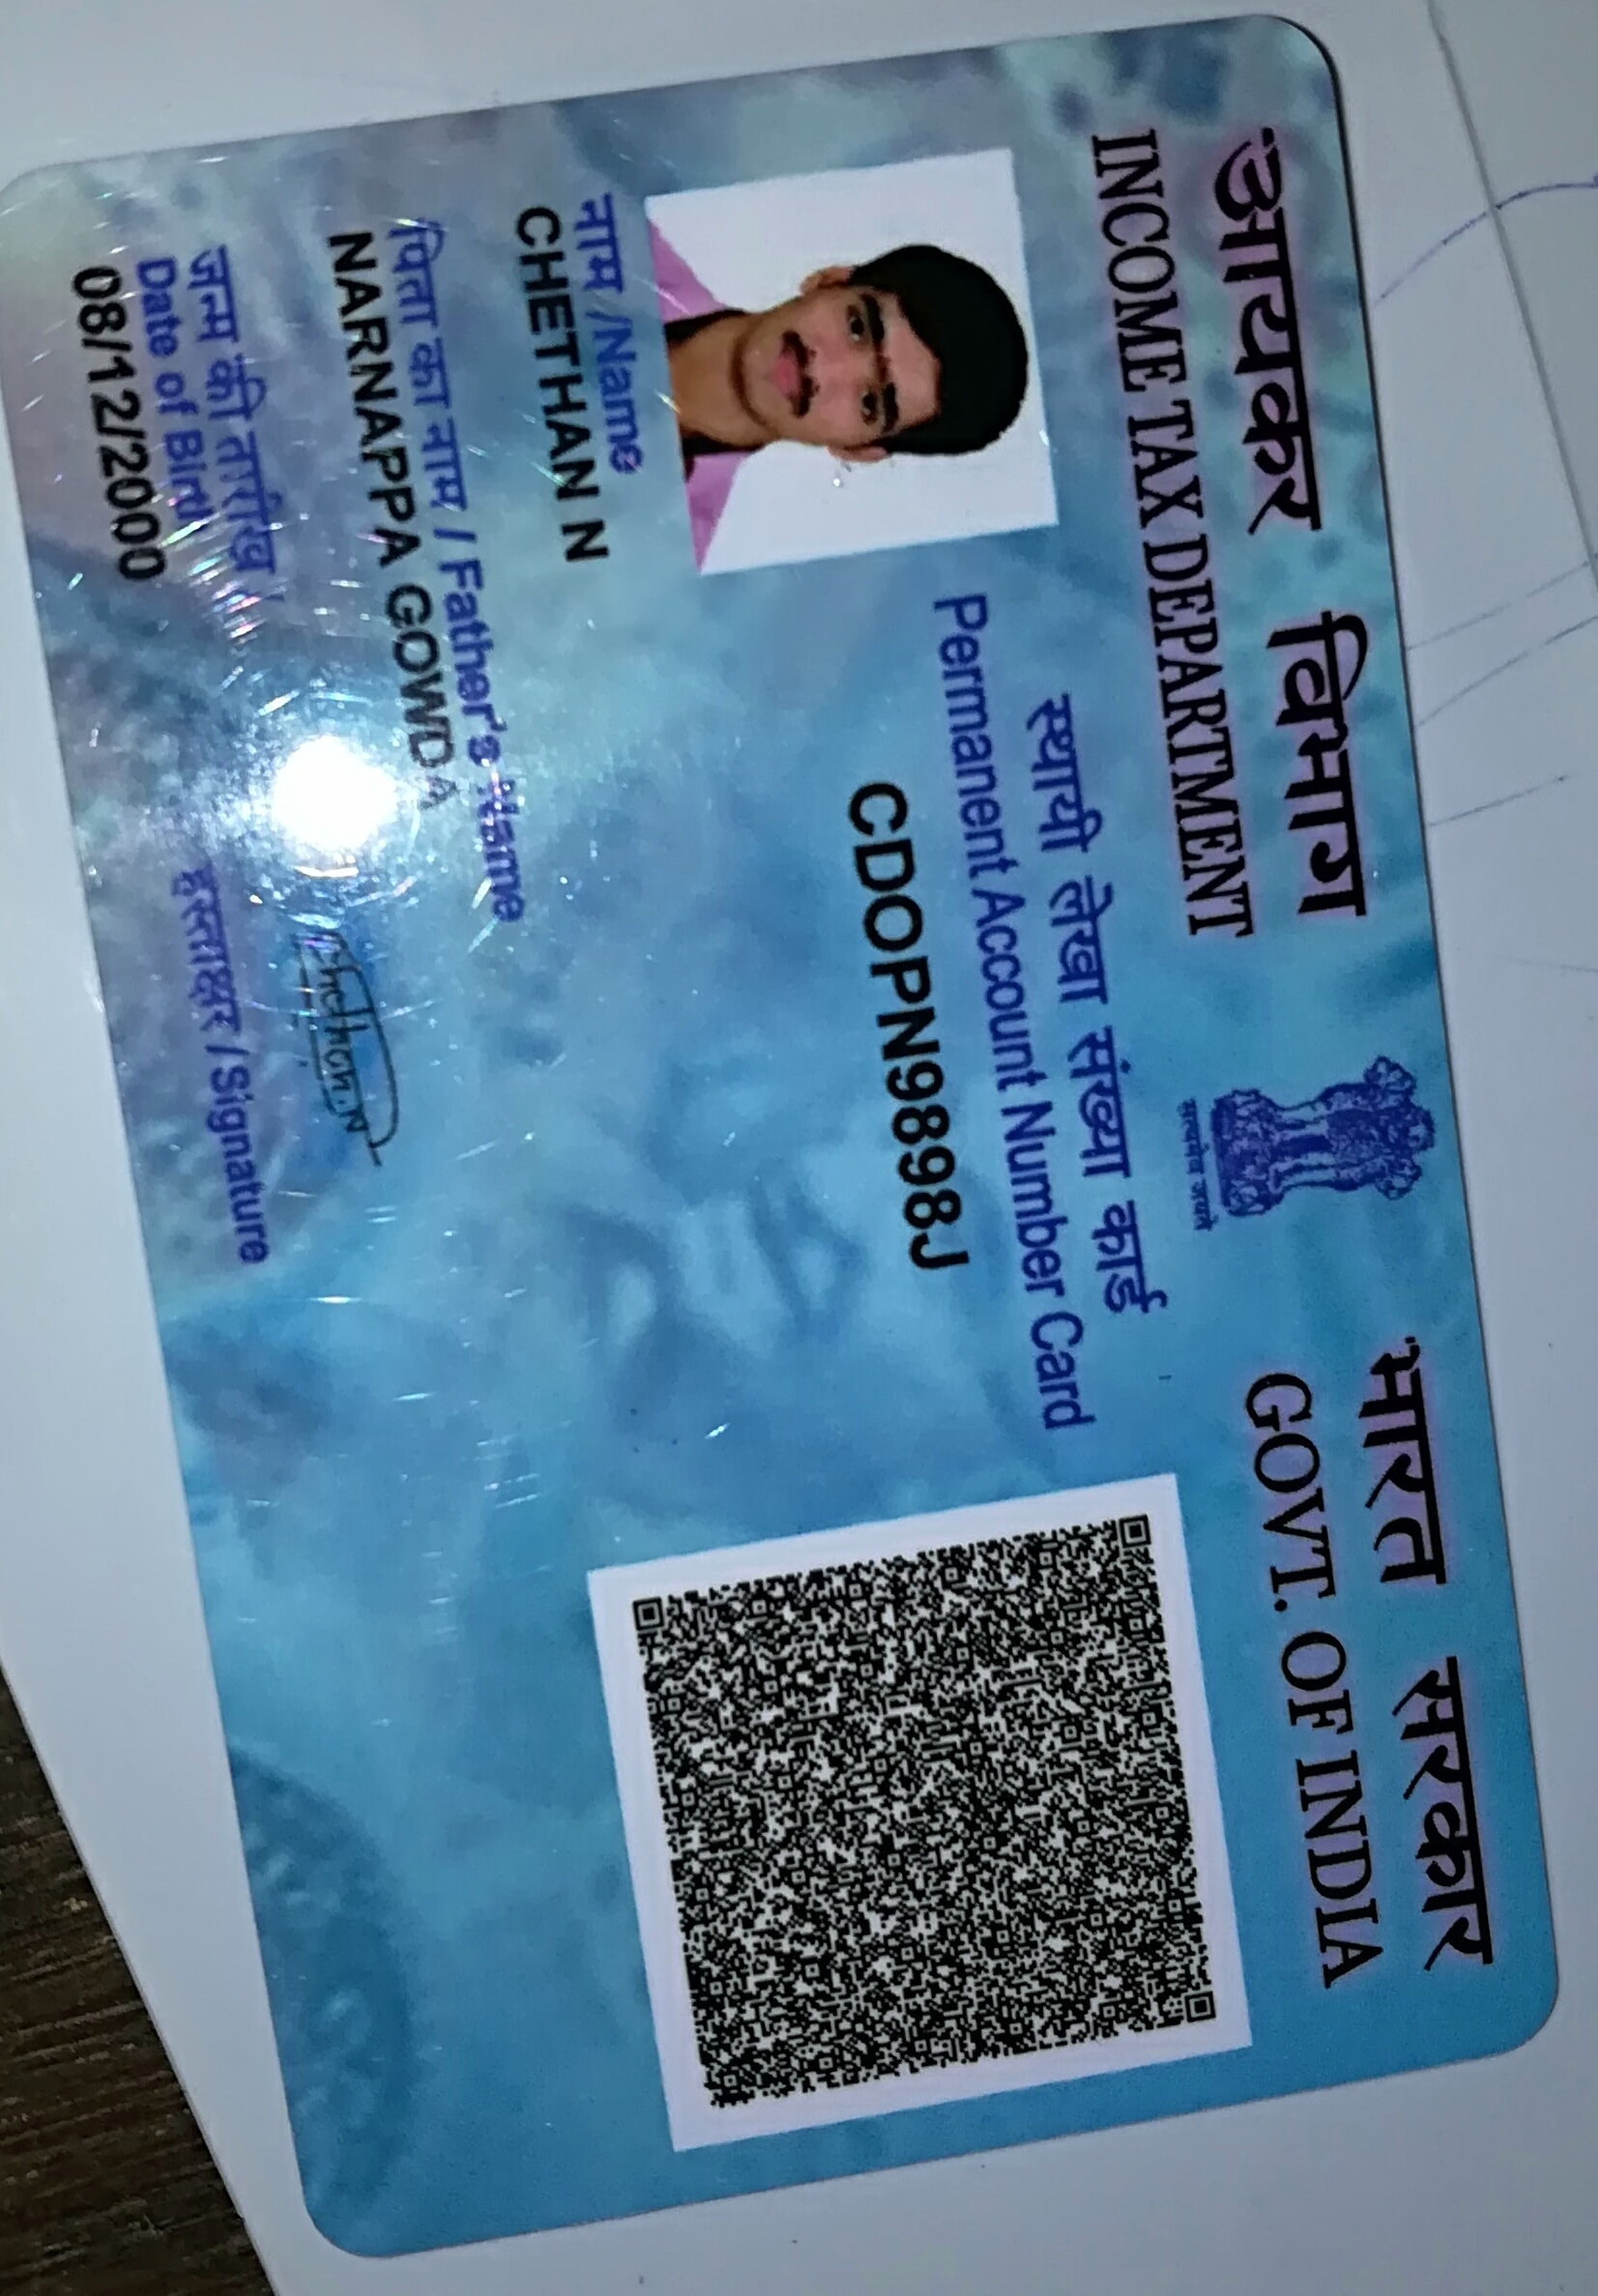 आयकर विभाग
INCOME TAX DEPARTMENT
सत्यमेव जयते
भारत सरकार
GOVT. OF INDIA
स्थायी लेखा संख्या कार्ड
Permanent Account Number Card
CDOPN9898J
नाम /Name
CHETHAN N
पिता का नाम / Father's Name
NARNAPPA GOWDA
जन्म की तारीख /
Date of Birth
08/12/2000
Chethan.N
हस्ताक्षर / Signature